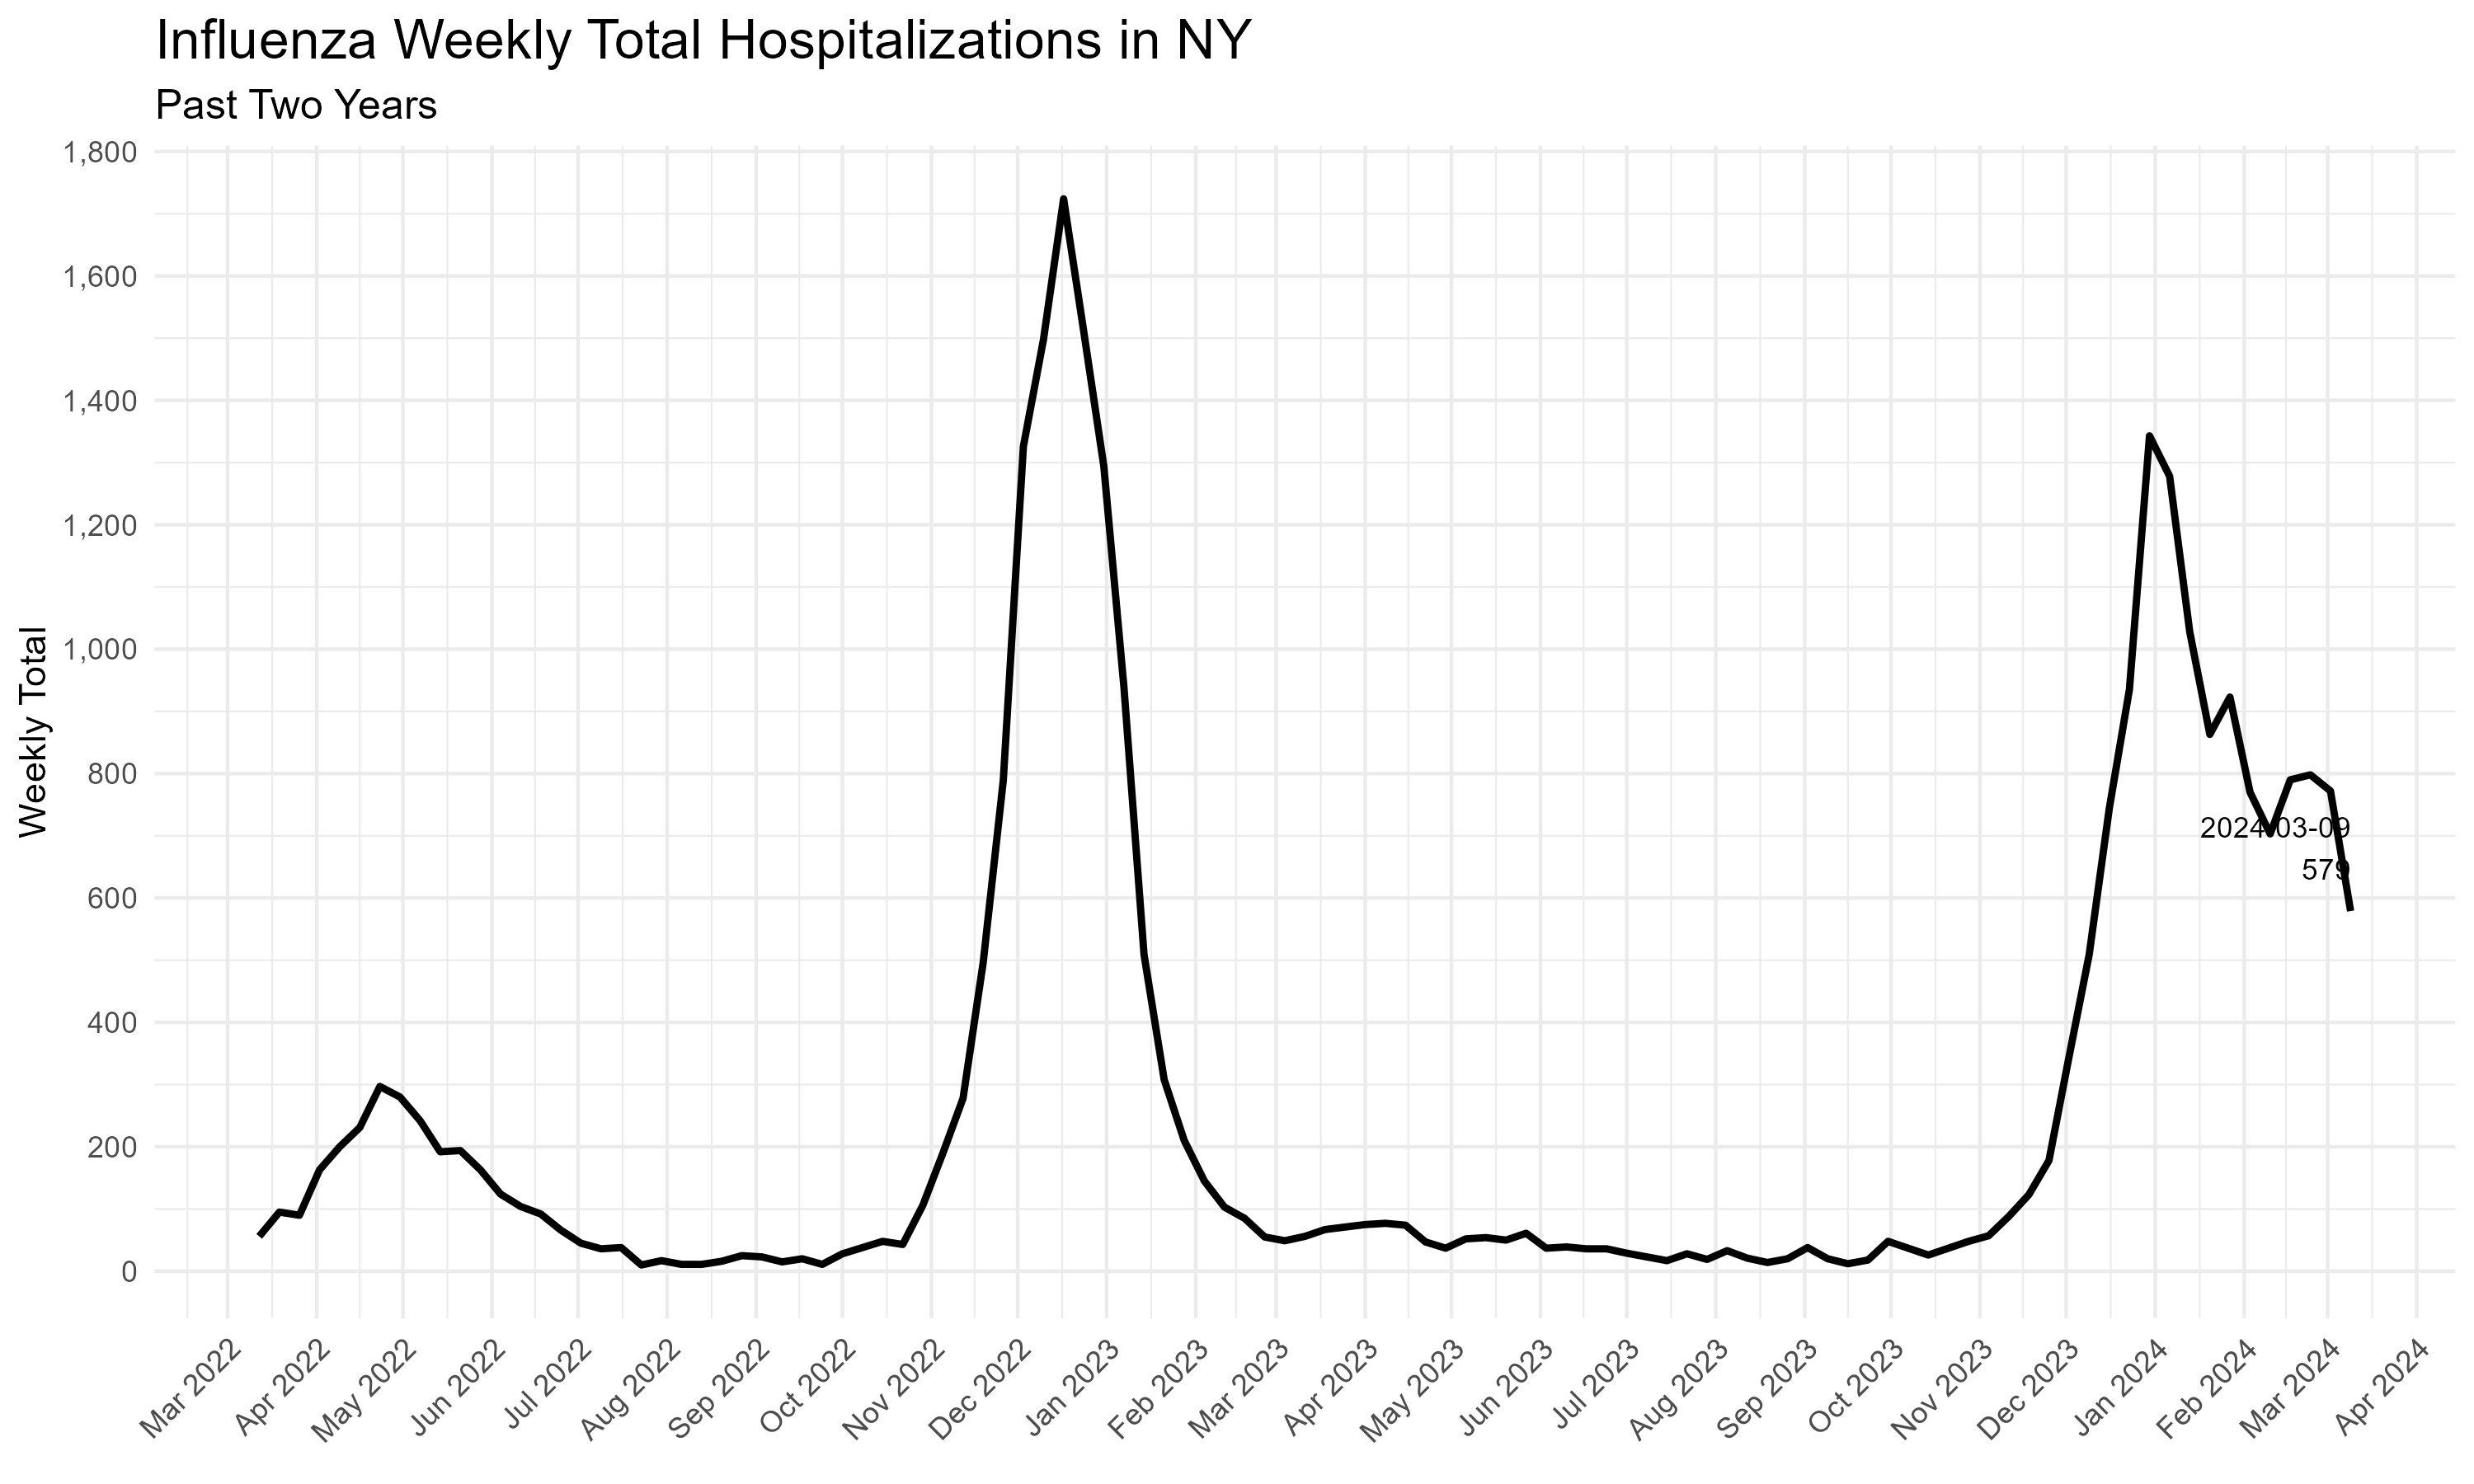 Influenza Weekly Total Hospitalizations in NY
Past Two Years
1,800
1,600
1,400
1,200
1,000
800
600
400
200
0
Weekly Total
2024-03-09
579
Mar 2022
Apr 2022
May 2022
Jun 2022
Jul 2022
Aug 2022
Sep 2022
Oct 2022
Nov 2022
Dec 2022
Jan 2023
Feb 2023
Mar 2023
Apr 2023
May 2023
Jun 2023
Jul 2023
Aug 2023
Sep 2023
Oct 2023
Nov 2023
Dec 2023
Jan 2024
Feb 2024
Mar 2024
Apr 2024